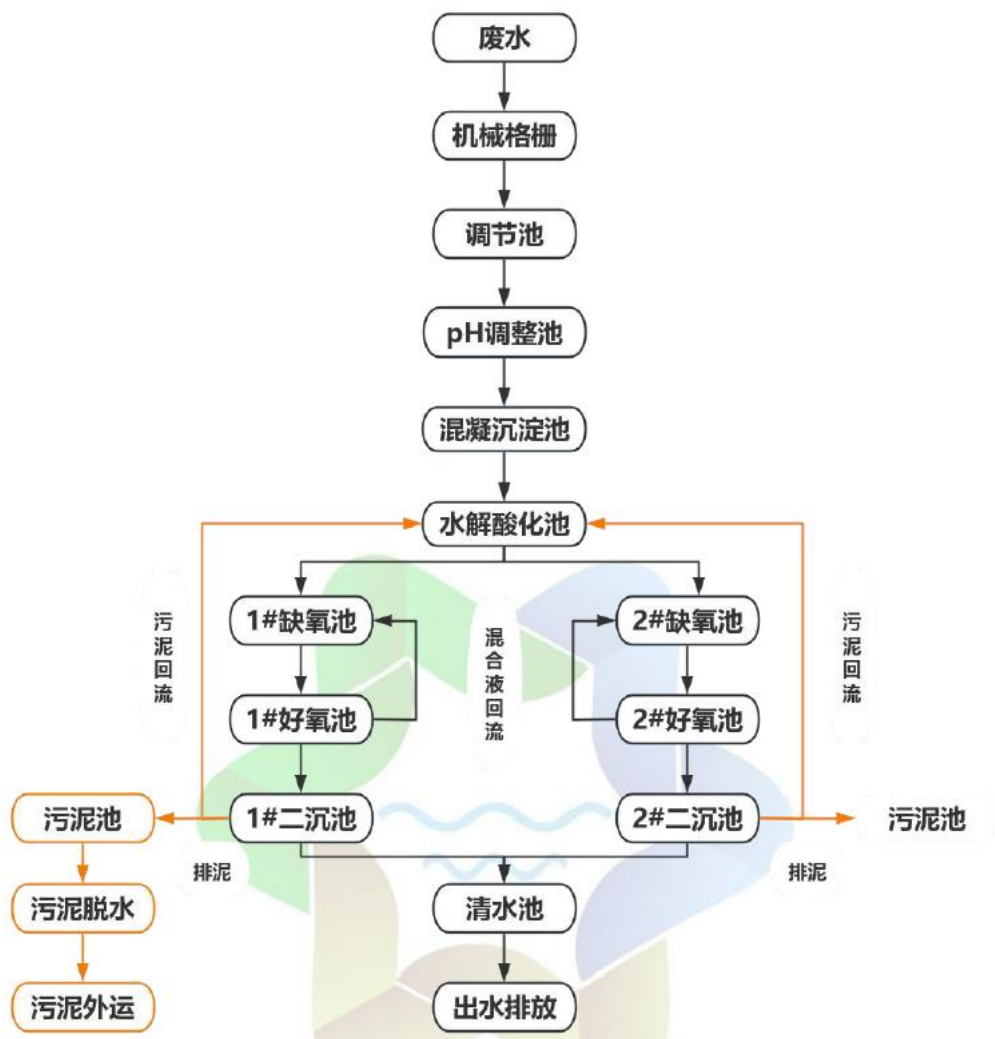 废水
机械格栅
调节池
pH调整池
混凝沉淀池
水解酸化池
1#缺氧池
2#缺氧池
污泥回流
混合液回流
污泥回流
1#好氧池
2#好氧池
污泥池
1#二沉池
2#二沉池
污泥池
排泥
排泥
污泥脱水
清水池
污泥外运
出水排放